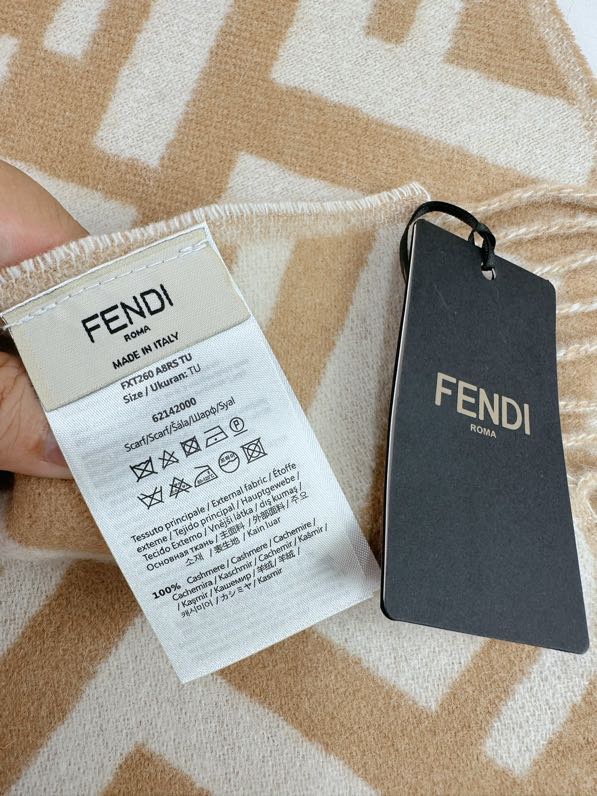 FENDI
ROMA
MADE IN ITALY
FXT260 A8RS TU
Size / Ukuran: TU
62142000
Scarf/Scarf/Šála/Шарф/Syal
Tessuto principale / External fabric / Étoffe
externe / Tejido principal / Hauptgewebe /
Tecido Externo / Vnější látka / dış kumaş /
Основная ткань / 主面料 / 外部面料 / 주요
소재 / 表生地 / Kain luar
100% Cashmere / Cashmere / Cachemire /
Cachemira / Kaschmir / Cachemir / Kašmír /
/ Kaşmir / Кашемир / 羊绒 / 羊絨 /
캐시미어 / カシミヤ / Kasmir
FENDI
ROMA